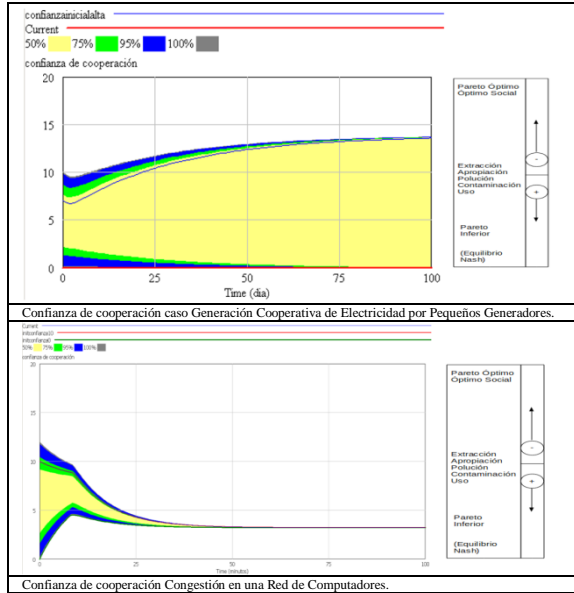 confianzainicialalta
Current
50% 75% 95% 100%
confianza de cooperación
20
15
10
5
0
0 25 50 75 100
Time (dia)
Pareto Óptimo
Óptimo Social
-
Extracción
Apropiación
Polución
Contaminación
Uso
+
Pareto
Inferior
(Equilibrio
Nash)
Confianza de cooperación caso Generación Cooperativa de Electricidad por Pequeños Generadores.
Current
50% 75% 95% 100%
confianza de cooperación
20
15
10
5
0
0 25 50 75 100
Time (minutos)
Pareto Óptimo
Óptimo Social
-
Extracción
Apropiación
Polución
Contaminación
Uso
+
Pareto
Inferior
(Equilibrio
Nash)
Confianza de cooperación Congestión en una Red de Computadores.